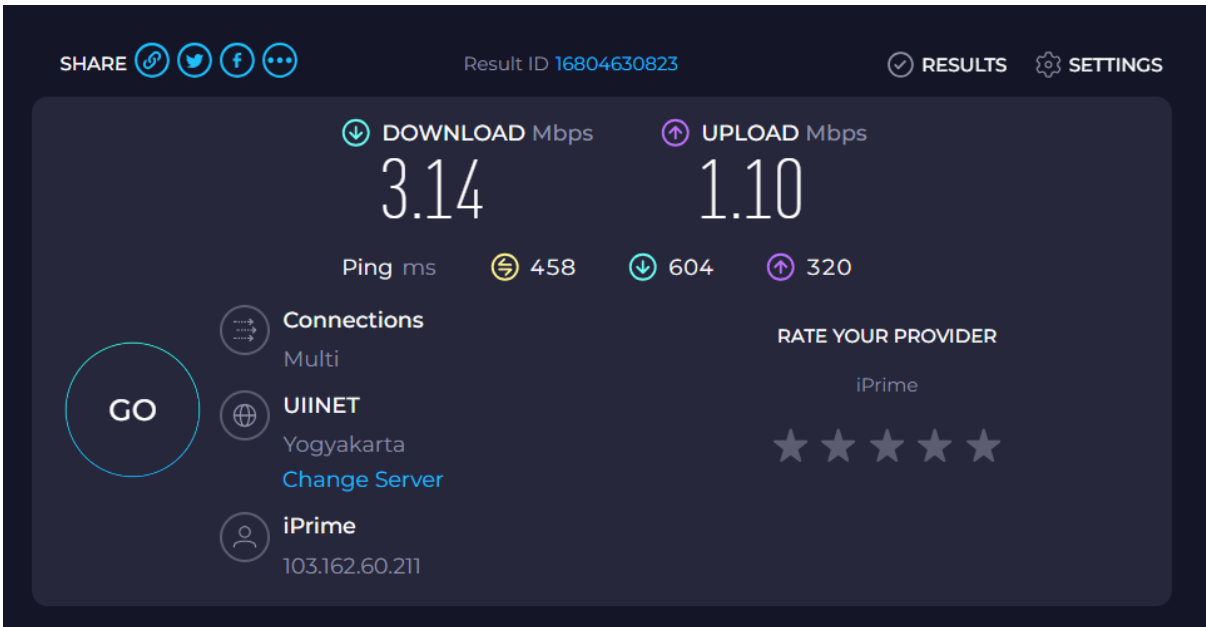 SHARE Result ID 16804630823 RESULTS SETTINGS
DOWNLOAD Mbps UPLOAD Mbps
3.14 1.10
Ping ms 458 604 320
Connections
Multi
RATE YOUR PROVIDER
iPrime
GO
UIINET
Yogyakarta
Change Server
iPrime
103.162.60.211